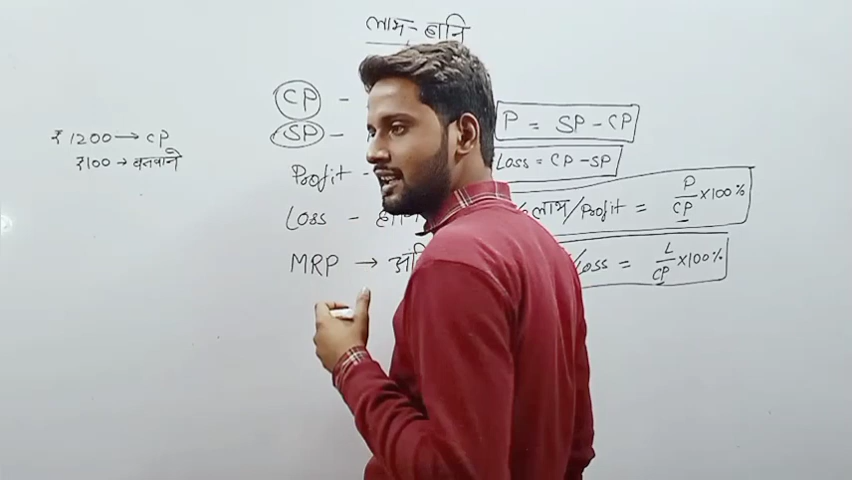 लाभ - हानि
₹1200 → CP
₹100 → बनवाने
CP -
SP -
Profit -
Loss -
MRP →
P = SP - CP
Loss = CP - SP
लाभ/Profit = P/CP × 100%
/Loss = L/CP × 100%